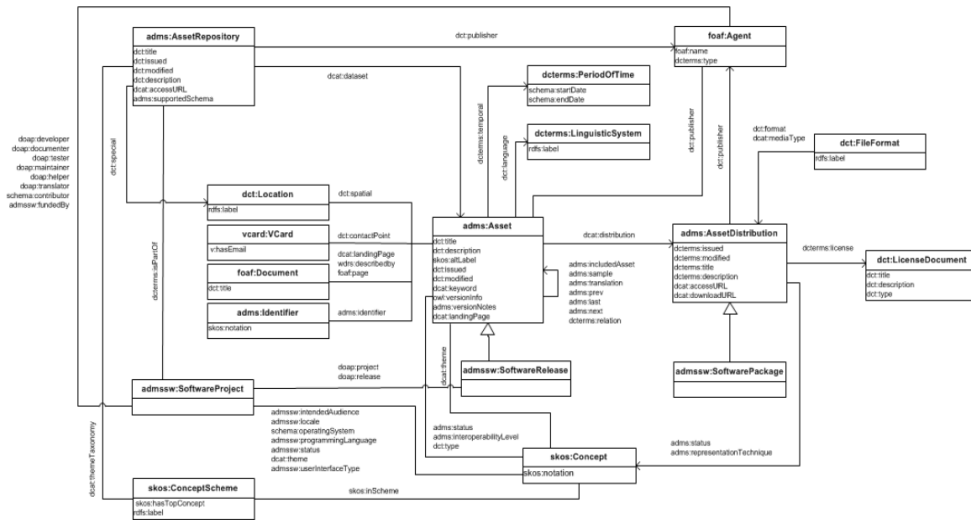 adms:AssetRepository
dct:title
dct:issued
dct:modified
dct:description
dcat:accessURL
adms:supportedSchema
dct:publisher
foaf:Agent
foaf:name
dcterms:type
dcat:dataset
dcterms:PeriodOfTime
schema:startDate
schema:endDate
dcterms:temporal
dcterms:LinguisticSystem
rdfs:label
dct:language
dct:publisher
dct:publisher
dct:format
dcat:mediaType
dct:FileFormat
rdfs:label
doap:developer
doap:documenter
doap:tester
doap:maintainer
doap:helper
doap:translator
schema:contributor
admssw:fundedBy
dct:special
dct:Location
rdfs:label
dct:spatial
vcard:VCard
v:hasEmail
dct:contactPoint
foaf:Document
dct:title
dcat:landingPage
wdrs:describedby
foaf:page
adms:Identifier
skos:notation
adms:identifier
adms:Asset
dct:title
dct:description
skos:altLabel
dct:issued
dct:modified
dcat:keyword
owl:versionInfo
adms:versionNotes
dcat:landingPage
dcat:distribution
adms:includedAsset
adms:sample
adms:translation
adms:prev
adms:last
adms:next
dcterms:relation
adms:AssetDistribution
dcterms:issued
dcterms:modified
dcterms:title
dcterms:description
dcat:accessURL
dcat:downloadURL
dcterms:license
dct:LicenseDocument
dct:title
dct:description
dct:type
dcterms:isPartOf
admssw:SoftwareProject
doap:project
doap:release
admssw:SoftwareRelease
admssw:SoftwarePackage
dcat:theme
admssw:intendedAudience
admssw:locale
schema:operatingSystem
admssw:programmingLanguage
admssw:status
dcat:theme
admssw:userInterfaceType
adms:status
adms:interoperabilityLevel
dct:type
skos:Concept
skos:notation
adms:status
adms:representationTechnique
dcat:themeTaxonomy
skos:ConceptScheme
skos:hasTopConcept
rdfs:label
skos:inScheme